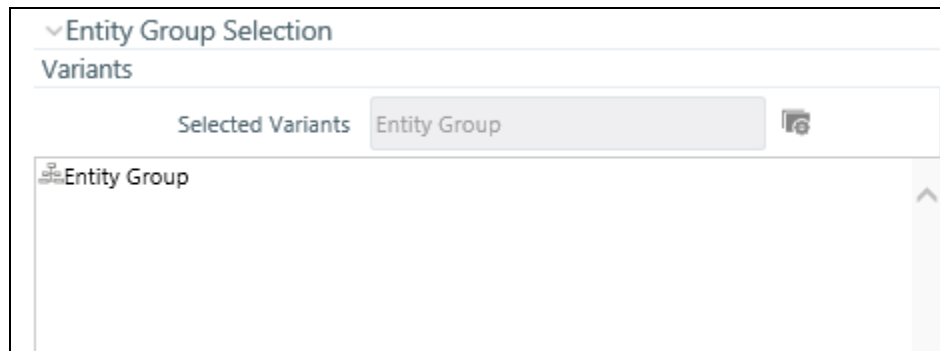 Entity Group Selection
Variants
Selected Variants Entity Group
Entity Group